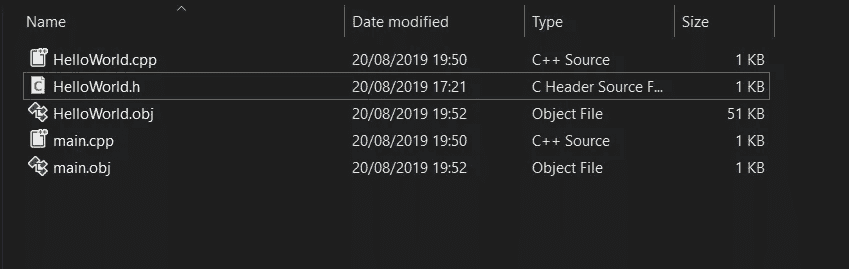 Name Date modified Type Size
HelloWorld.cpp 20/08/2019 19:50 C++ Source 1 KB
HelloWorld.h 20/08/2019 17:21 C Header Source F... 1 KB
HelloWorld.obj 20/08/2019 19:52 Object File 51 KB
main.cpp 20/08/2019 19:50 C++ Source 1 KB
main.obj 20/08/2019 19:52 Object File 1 KB